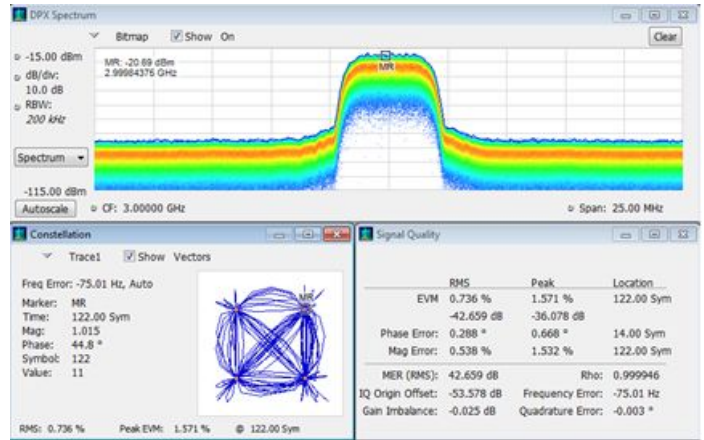 DPX Spectrum
Bitmap Show On Clear
-15.00 dBm
MR: -20.69 dBm
2.99984376 GHz
MR
dB/div:
10.0 dB
RBW:
200 kHz
Spectrum
-115.00 dBm
Autoscale CF: 3.00000 GHz Span: 25.00 MHz
Constellation
Trace1 Show Vectors
Freq Error: -75.01 Hz, Auto
Marker: MR
Time: 122.00 Sym
Mag: 1.015
Phase: 44.8 °
Symbol: 122
Value: 11
MR
RMS: 0.736 % Peak EVM: 1.571 % @ 122.00 Sym
Signal Quality
RMS Peak Location
EVM 0.736 % 1.571 % 122.00 Sym
-42.659 dB -36.078 dB
Phase Error: 0.288 ° 0.668 ° 14.00 Sym
Mag Error: 0.538 % 1.532 % 122.00 Sym
MER (RMS): 42.659 dB Rho: 0.999946
IQ Origin Offset: -53.578 dB Frequency Error: -75.01 Hz
Gain Imbalance: -0.025 dB Quadrature Error: -0.003 °